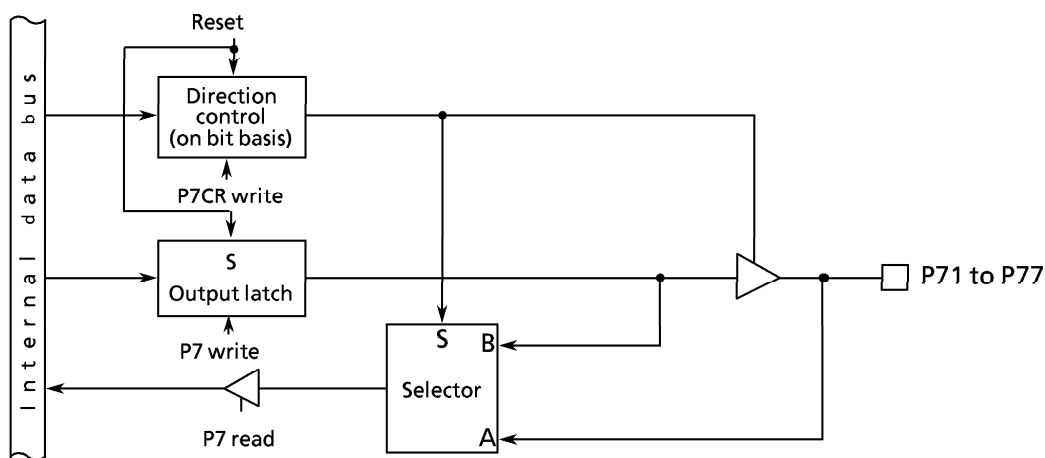 Reset
Internal data bus
Direction
control
(on bit basis)
P7CR write
S
Output latch
P71 to P77
P7 write
S
B
Selector
A
P7 read